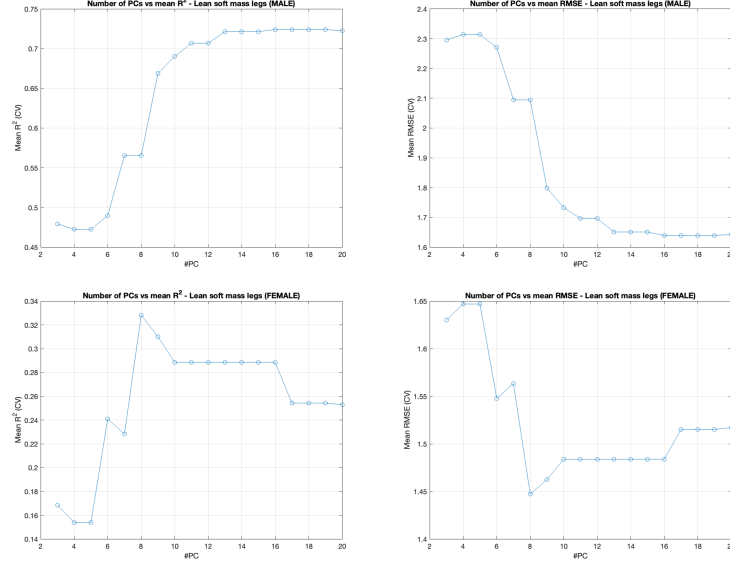 Number of PCs vs mean R² - Lean soft mass legs (MALE)
0.75
0.7
0.65
0.6
0.55
0.5
0.45
Mean R² (CV)
2 4 6 8 10 12 14 16 18 20
#PC
Number of PCs vs mean RMSE - Lean soft mass legs (MALE)
2.4
2.3
2.2
2.1
2
1.9
1.8
1.7
1.6
Mean RMSE (CV)
2 4 6 8 10 12 14 16 18 20
#PC
Number of PCs vs mean R² - Lean soft mass legs (FEMALE)
0.34
0.32
0.3
0.28
0.26
0.24
0.22
0.2
0.18
0.16
0.14
Mean R² (CV)
2 4 6 8 10 12 14 16 18 20
#PC
Number of PCs vs mean RMSE - Lean soft mass legs (FEMALE)
1.65
1.6
1.55
1.5
1.45
1.4
Mean RMSE (CV)
2 4 6 8 10 12 14 16 18 20
#PC